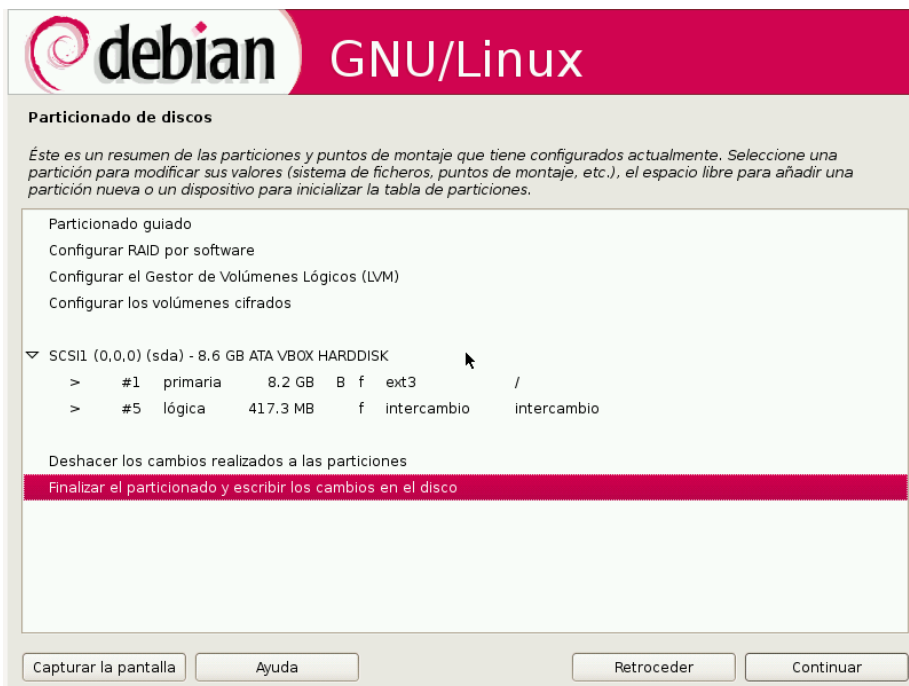 debian GNU/Linux
Particionado de discos
Éste es un resumen de las particiones y puntos de montaje que tiene configurados actualmente. Seleccione una
partición para modificar sus valores (sistema de ficheros, puntos de montaje, etc.), el espacio libre para añadir una
partición nueva o un dispositivo para inicializar la tabla de particiones.
Particionado guiado
Configurar RAID por software
Configurar el Gestor de Volúmenes Lógicos (LVM)
Configurar los volúmenes cifrados
SCSI1 (0,0,0) (sda) - 8.6 GB ATA VBOX HARDDISK
> #1 primaria 8.2 GB B f ext3 /
> #5 lógica 417.3 MB f intercambio intercambio
Deshacer los cambios realizados a las particiones
Finalizar el particionado y escribir los cambios en el disco
Capturar la pantalla Ayuda Retroceder Continuar